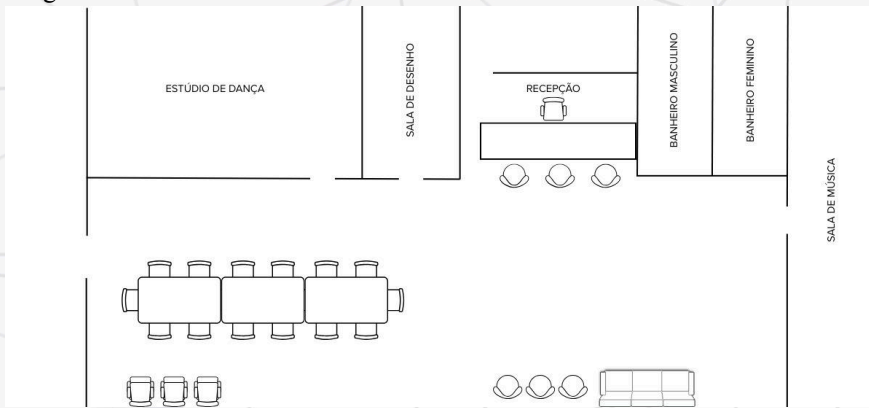 ESTÚDIO DE DANÇA
SALA DE DESENHO
RECEPÇÃO
BANHEIRO MASCULINO
BANHEIRO FEMININO
SALA DE MÚSICA